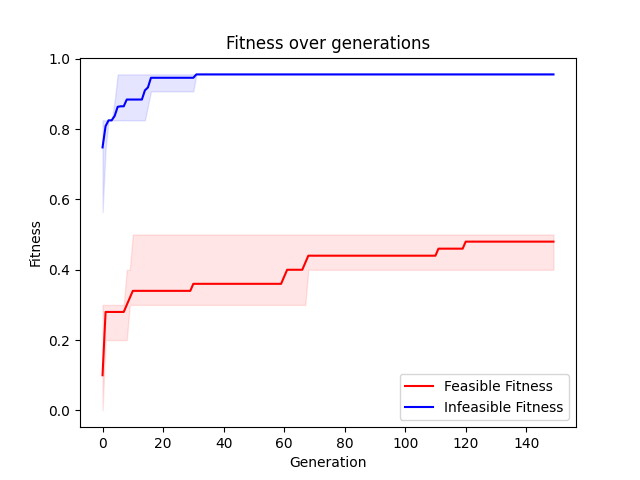 Fitness over generations
1.0
0.8
0.6
0.4
0.2
0.0
Fitness
0 20 40 60 80 100 120 140
Generation
Feasible Fitness
Infeasible Fitness